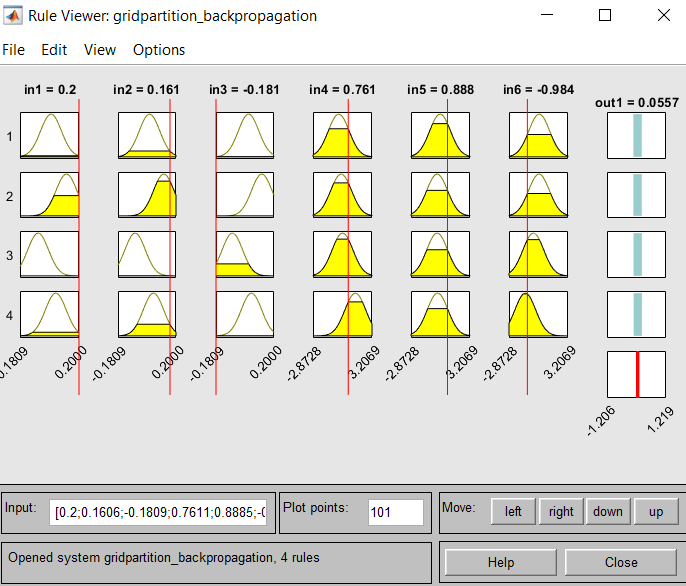 Rule Viewer: gridpartition_backpropagation
File Edit View Options
in1 = 0.2 in2 = 0.161 in3 = -0.181 in4 = 0.761 in5 = 0.888 in6 = -0.984
out1 = 0.0557
1
2
3
4
0.1809 0.2000 -0.1809 0.2000 -0.1809 0.2000 -2.8728 3.2069 -2.8728 3.2069 -2.8728 3.2069
-1.206 1.219
Input: [0.2;0.1606;-0.1809;0.7611;0.8885;-0 Plot points: 101 Move: left right down up
Opened system gridpartition_backpropagation, 4 rules Help Close